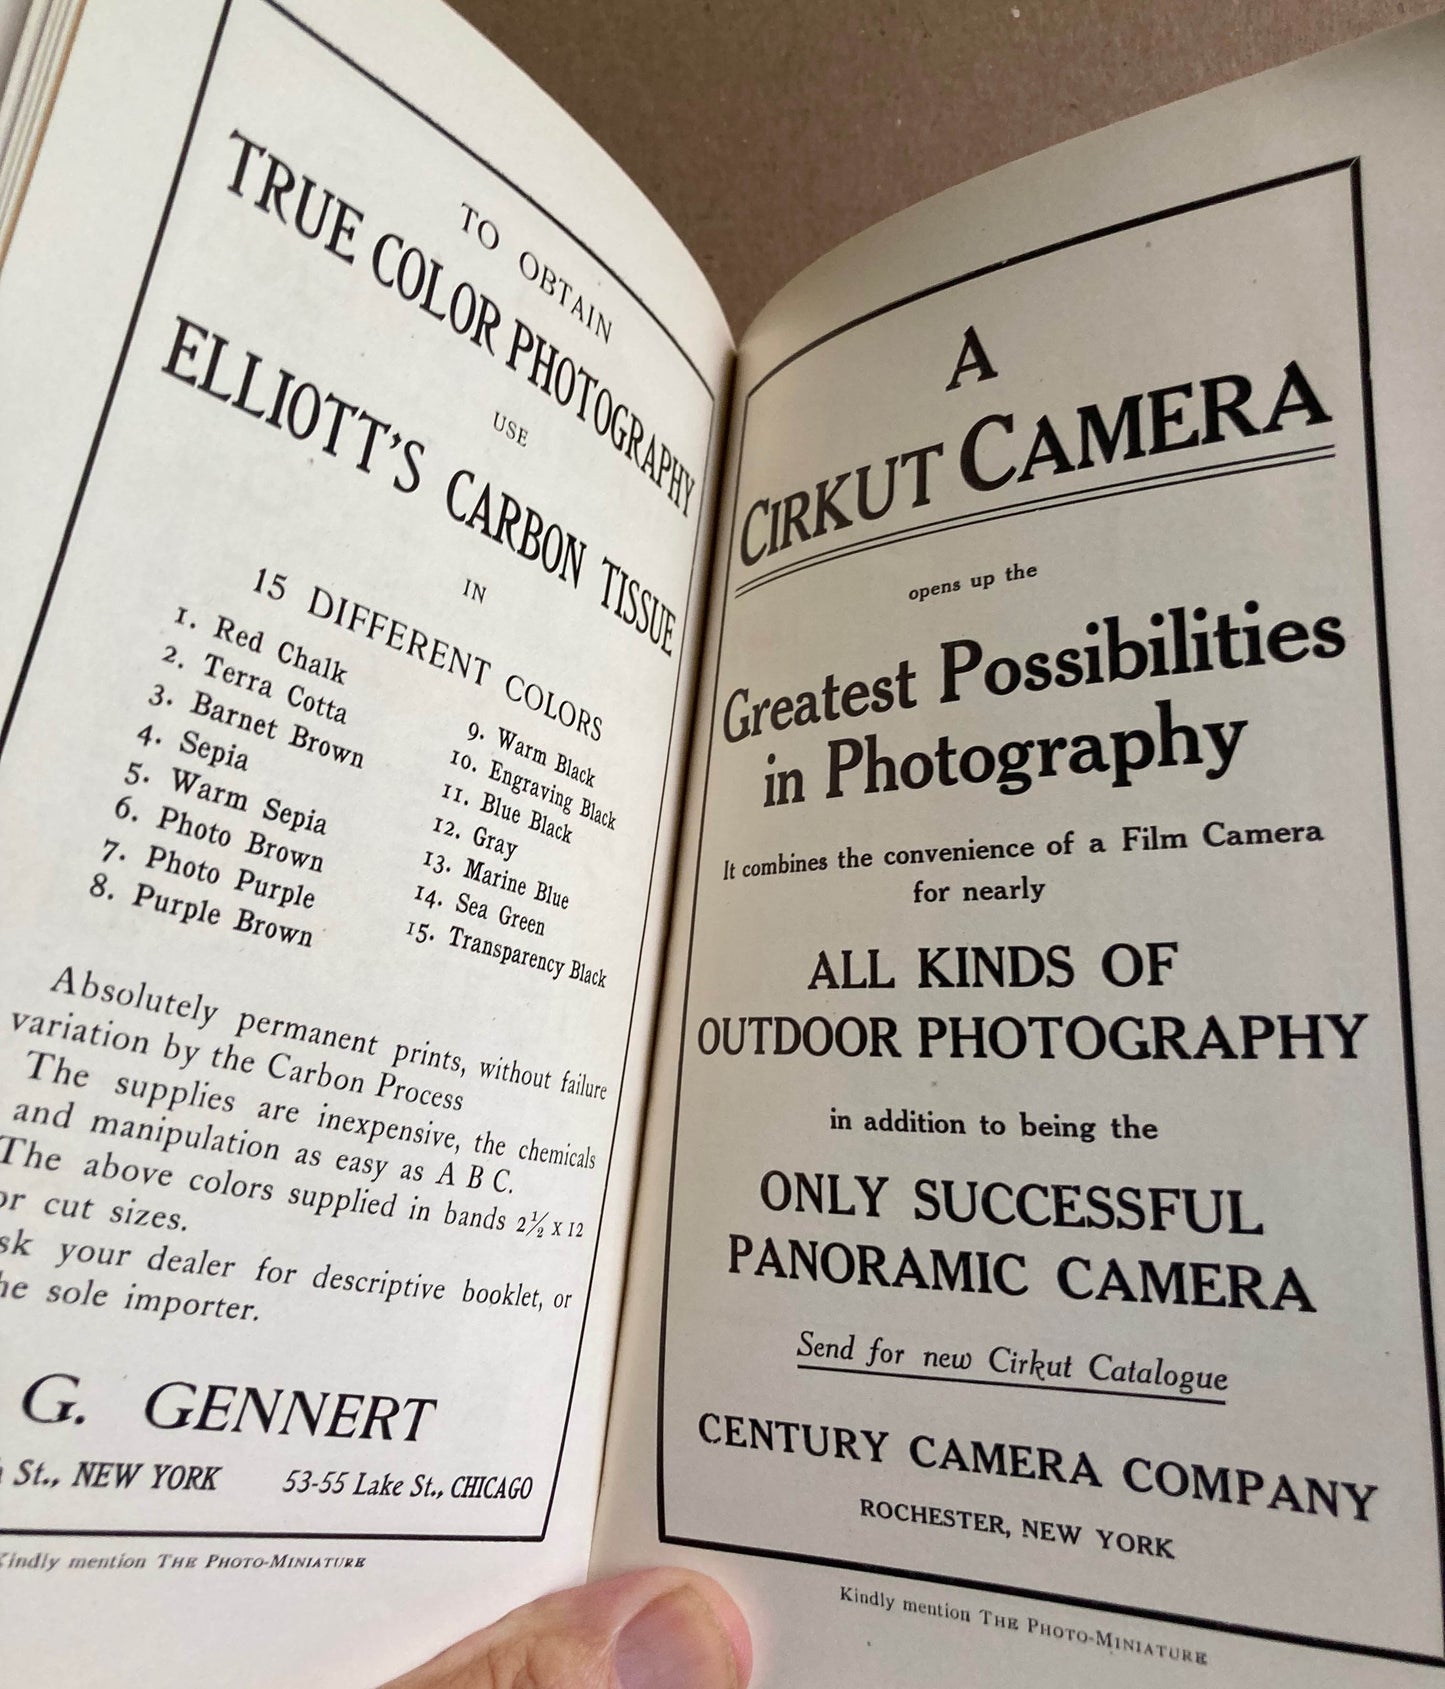 TO OBTAIN
TRUE COLOR PHOTOGRAPHY
USE
ELLIOTT'S CARBON TISSUE
IN
15 DIFFERENT COLORS
1. Red Chalk
2. Terra Cotta
3. Barnet Brown
4. Sepia
5. Warm Sepia
6. Photo Brown
7. Photo Purple
8. Purple Brown
9. Warm Black
10. Engraving Black
11. Blue Black
12. Gray
13. Marine Blue
14. Sea Green
15. Transparency Black
Absolutely permanent prints, without failure
variation by the Carbon Process
The supplies are inexpensive, the chemicals
and manipulation as easy as A B C.
The above colors supplied in bands 2½ x 12
or cut sizes.
sk your dealer for descriptive booklet, or
he sole importer.
G. GENNERT
St., NEW YORK 53-55 Lake St., CHICAGO
Kindly mention THE PHOTO-MINIATURE
A
CIRKUT CAMERA
opens up the
Greatest Possibilities
in Photography
It combines the convenience of a Film Camera
for nearly
ALL KINDS OF
OUTDOOR PHOTOGRAPHY
in addition to being the
ONLY SUCCESSFUL
PANORAMIC CAMERA
Send for new Cirkut Catalogue
CENTURY CAMERA COMPANY
ROCHESTER, NEW YORK
Kindly mention THE PHOTO-MINIATURE